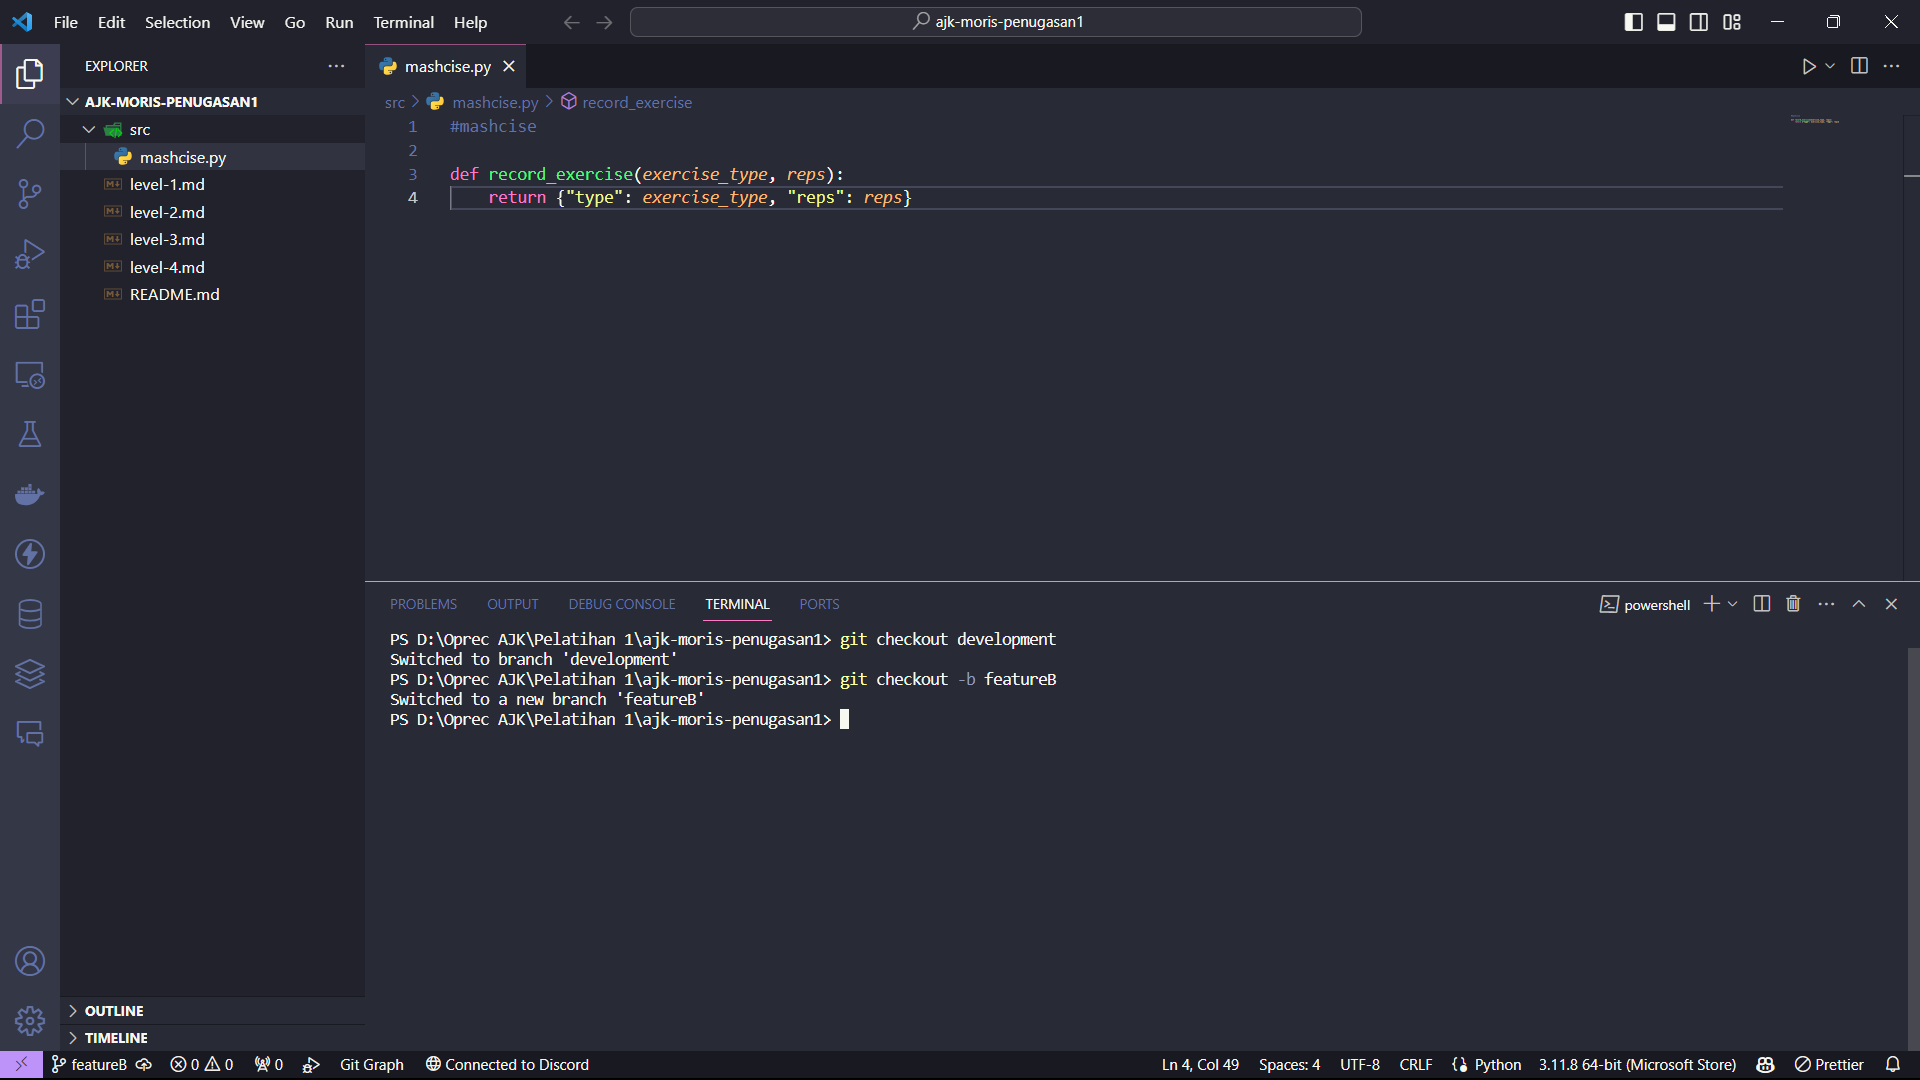 File Edit Selection View Go Run Terminal Help
ajk-moris-penugasan1
EXPLORER
AJK-MORIS-PENUGASAN1
src
mashcise.py
level-1.md
level-2.md
level-3.md
level-4.md
README.md
OUTLINE
TIMELINE
mashcise.py
src > mashcise.py > record_exercise
1 #mashcise
2
3 def record_exercise(exercise_type, reps):
4     return {"type": exercise_type, "reps": reps}
PROBLEMS OUTPUT DEBUG CONSOLE TERMINAL PORTS
powershell
PS D:\Oprec AJK\Pelatihan 1\ajk-moris-penugasan1> git checkout development
Switched to branch 'development'
PS D:\Oprec AJK\Pelatihan 1\ajk-moris-penugasan1> git checkout -b featureB
Switched to a new branch 'featureB'
PS D:\Oprec AJK\Pelatihan 1\ajk-moris-penugasan1>
featureB 0 0 0 Git Graph Connected to Discord Ln 4, Col 49 Spaces: 4 UTF-8 CRLF Python 3.11.8 64-bit (Microsoft Store) Prettier